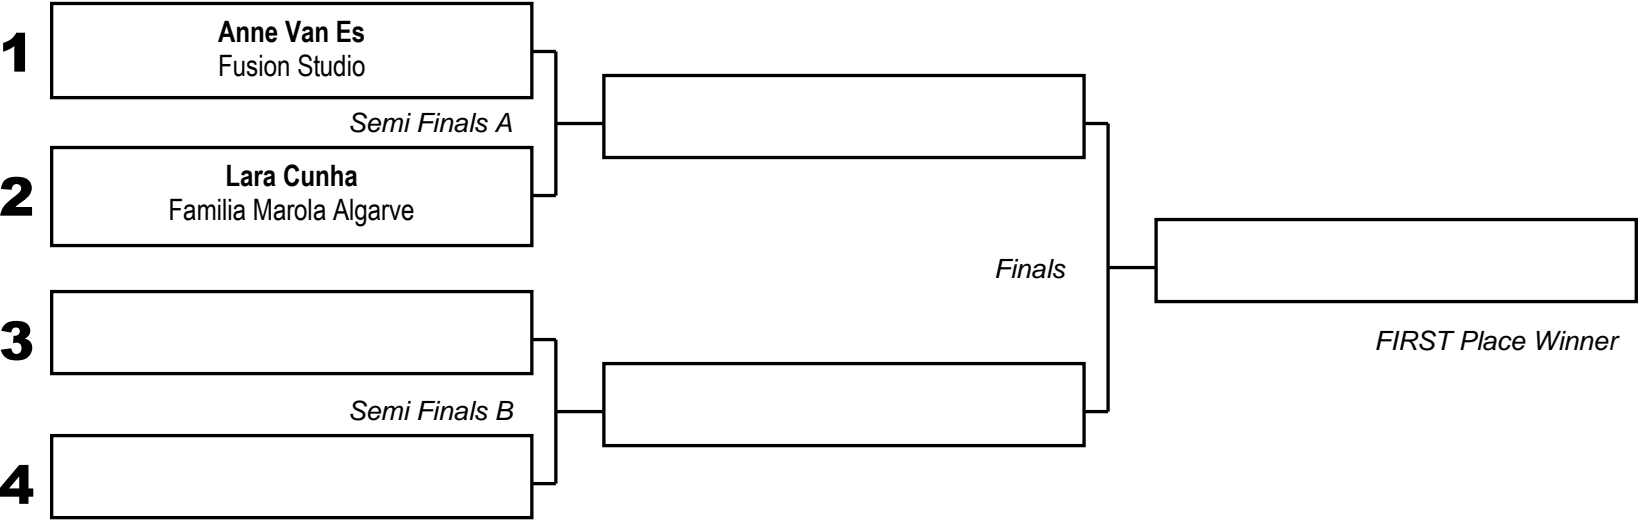 1
Anne Van Es
Fusion Studio
Semi Finals A
2
Lara Cunha
Familia Marola Algarve
Finals
FIRST Place Winner
3
Semi Finals B
4